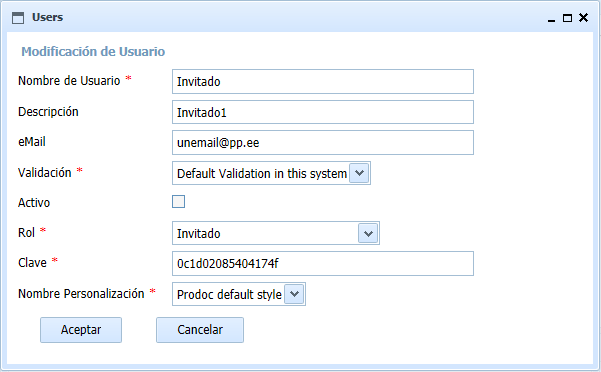 Users
Modificación de Usuario
Nombre de Usuario * Invitado
Descripción Invitado1
eMail unemail@pp.ee
Validación * Default Validation in this system
Activo
Rol * Invitado
Clave * 0c1d02085404174f
Nombre Personalización * Prodoc default style
Aceptar Cancelar